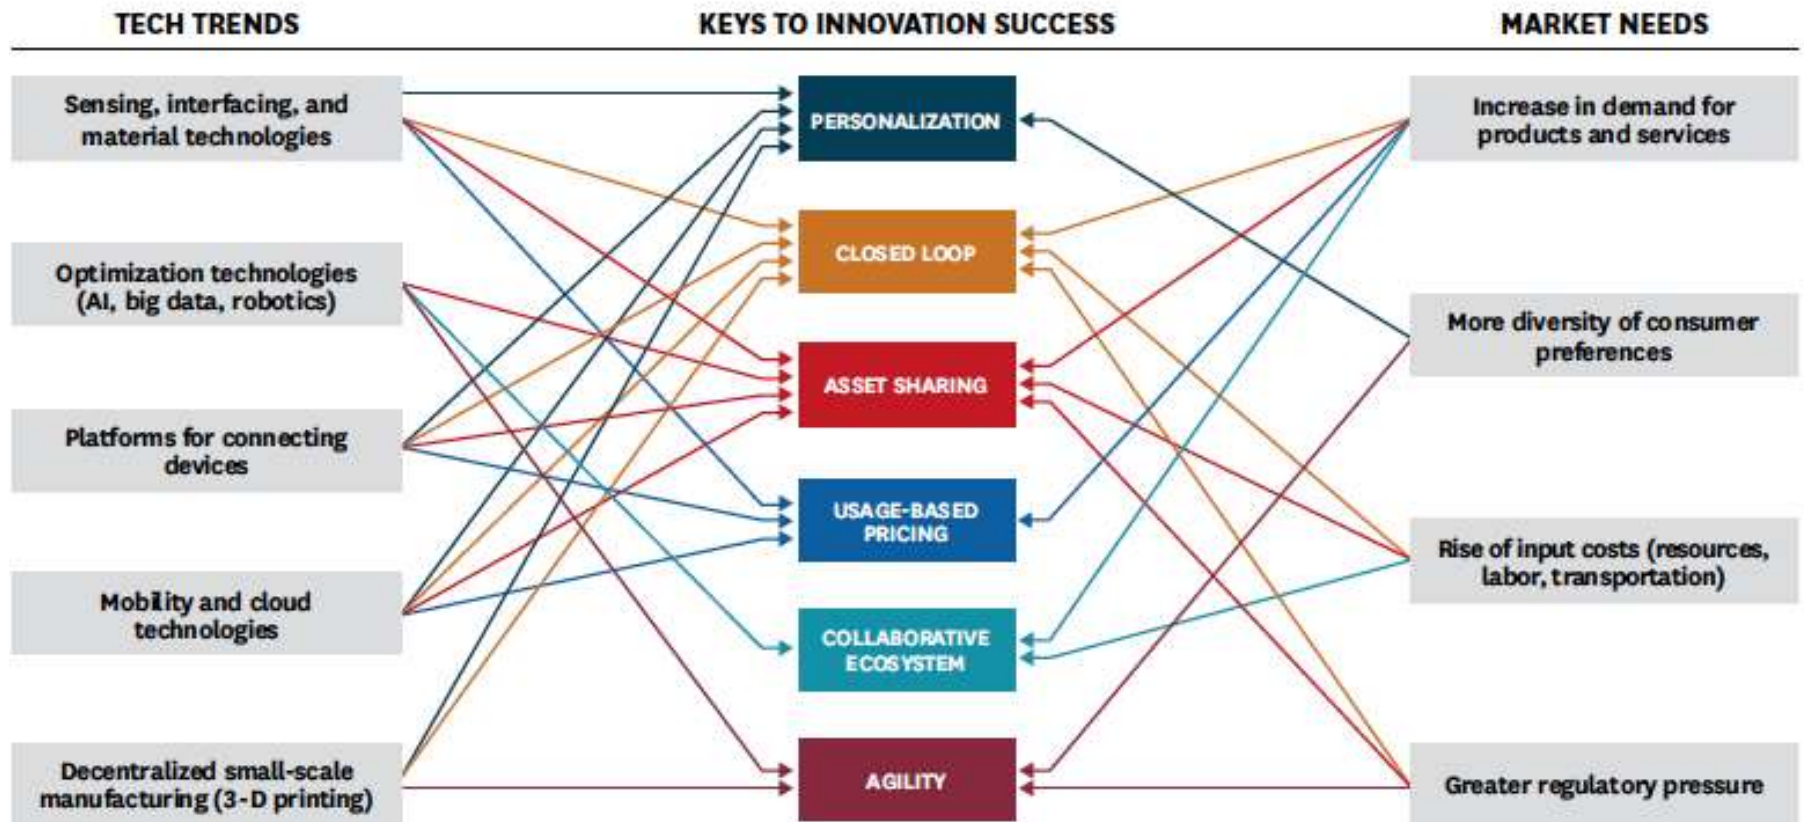 TECH TRENDS
KEYS TO INNOVATION SUCCESS
MARKET NEEDS
Sensing, interfacing, and
material technologies
Optimization technologies
(AI, big data, robotics)
Platforms for connecting
devices
Mobility and cloud
technologies
Decentralized small-scale
manufacturing (3-D printing)
PERSONALIZATION
CLOSED LOOP
ASSET SHARING
USAGE-BASED
PRICING
COLLABORATIVE
ECOSYSTEM
AGILITY
Increase in demand for
products and services
More diversity of consumer
preferences
Rise of input costs (resources,
labor, transportation)
Greater regulatory pressure